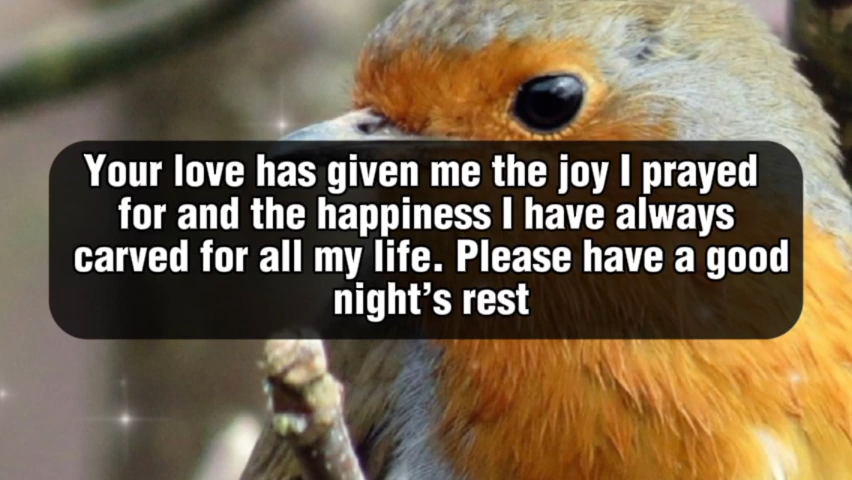 Your love has given me the joy I prayed
for and the happiness I have always
carved for all my life. Please have a good
night’s rest